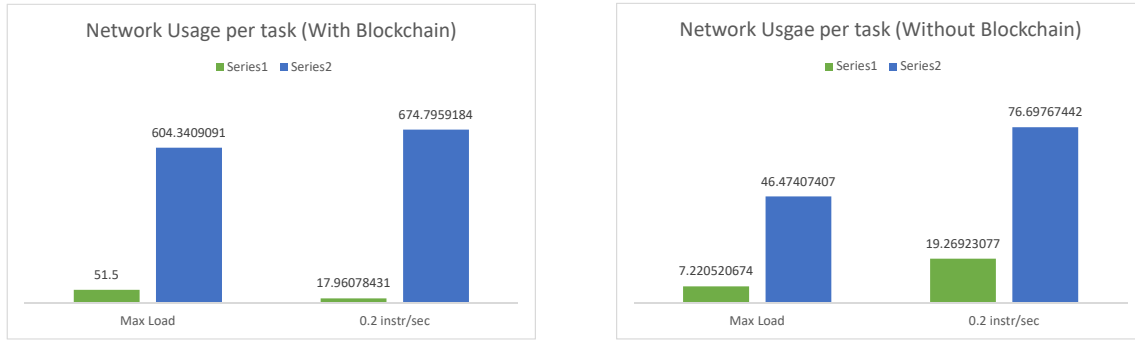 Network Usage per task (With Blockchain)
Series1 Series2
604.3409091
674.7959184
51.5
17.96078431
Max Load
0.2 instr/sec
Network Usgae per task (Without Blockchain)
Series1 Series2
76.69767442
46.47407407
19.26923077
7.220520674
Max Load
0.2 instr/sec